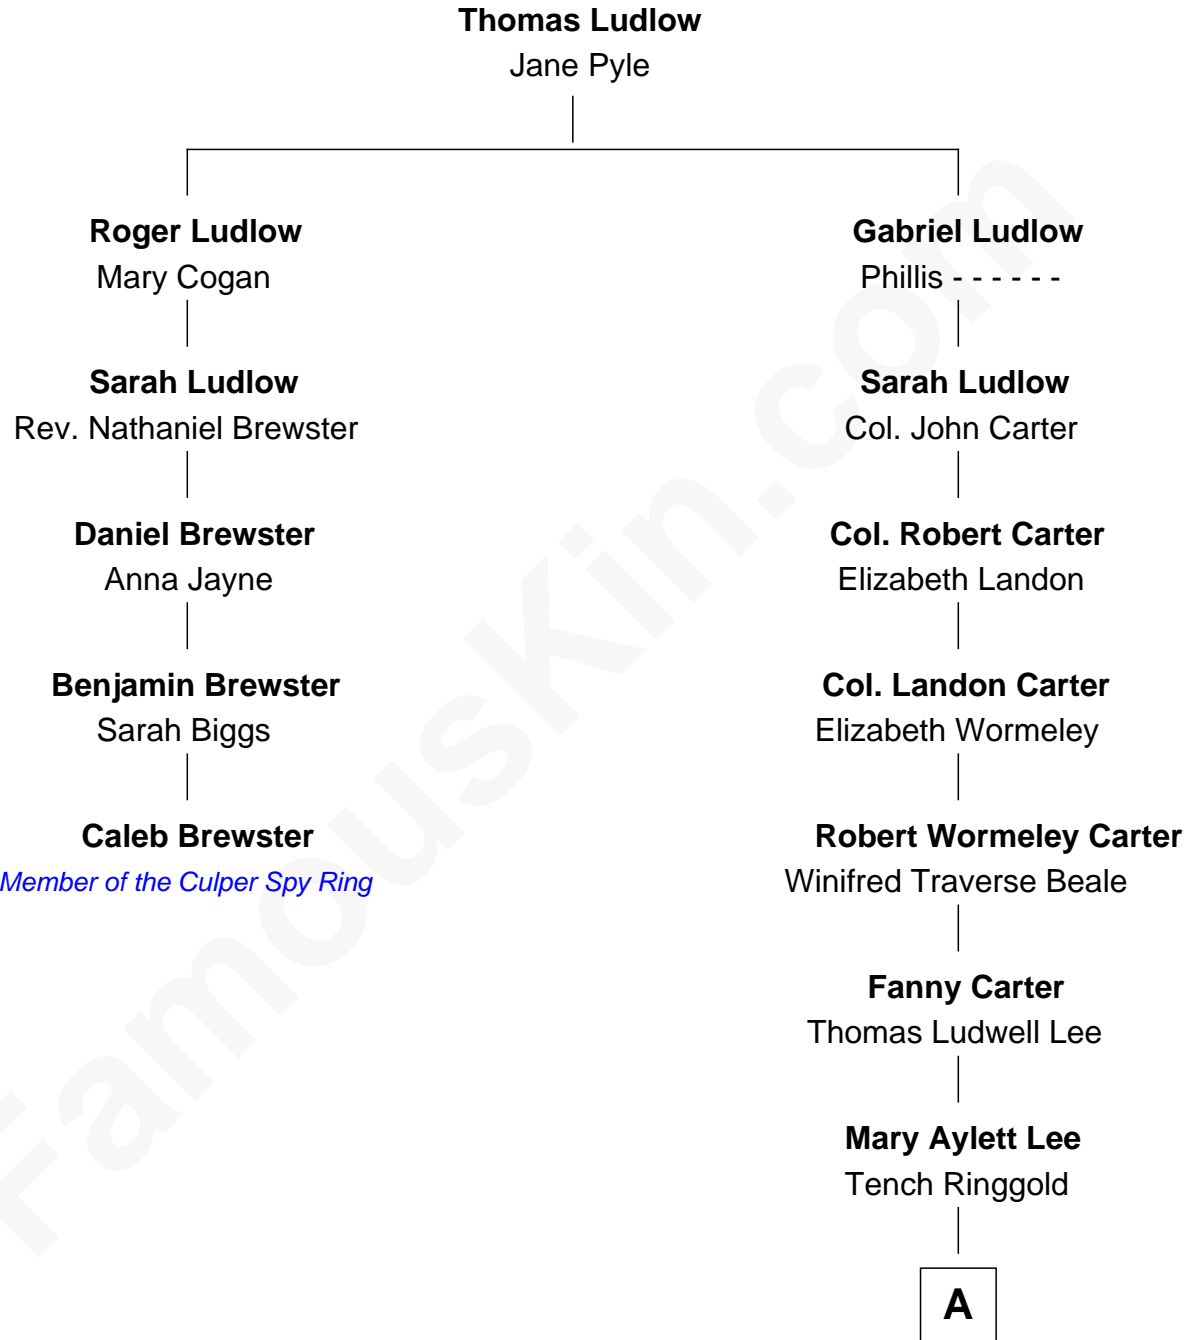 Thomas Ludlow
Jane Pyle
Roger Ludlow
Mary Cogan
Sarah Ludlow
Rev. Nathaniel Brewster
Daniel Brewster
Anna Jayne
Benjamin Brewster
Sarah Biggs
Caleb Brewster
Member of the Culper Spy Ring
Gabriel Ludlow
Phillis - - - - - -
Sarah Ludlow
Col. John Carter
Col. Robert Carter
Elizabeth Landon
Col. Landon Carter
Elizabeth Wormeley
Robert Wormeley Carter
Winifred Traverse Beale
Fanny Carter
Thomas Ludwell Lee
Mary Aylett Lee
Tench Ringgold
A
FamousKin.com